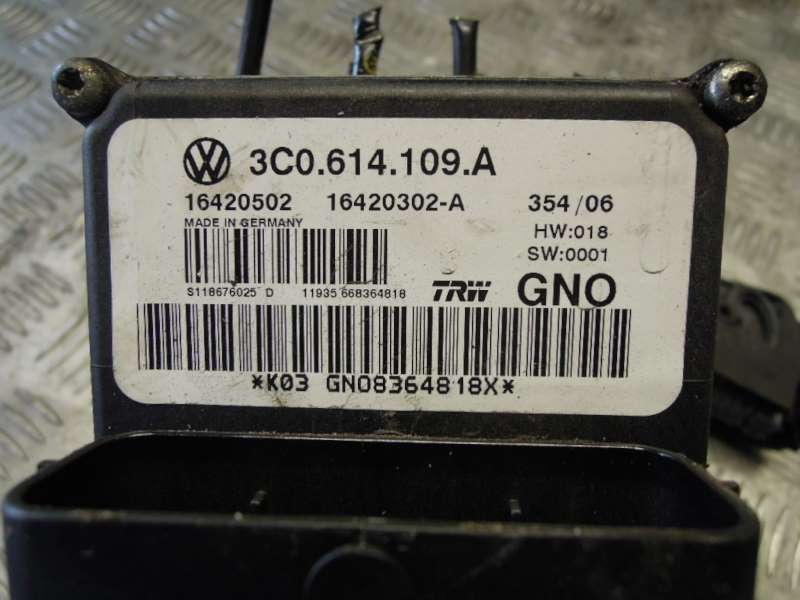 3C0.614.109.A
16420502 16420302-A 354/06
MADE IN GERMANY HW:018
SW:0001
S118676025 D 11935 668364818 TRW GNO
*K03 GNO8364818X*